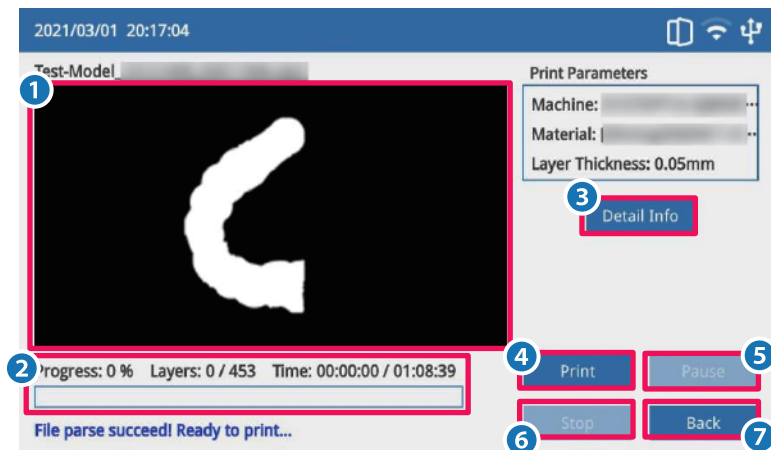 2021/03/01 20:17:04
Test-Model_
1
Print Parameters
Machine: ...
Material: ...
Layer Thickness: 0.05mm
3
Detail Info
2
Progress: 0 % Layers: 0 / 453 Time: 00:00:00 / 01:08:39
4
Print
5
Pause
File parse succeed! Ready to print...
6
Stop
7
Back